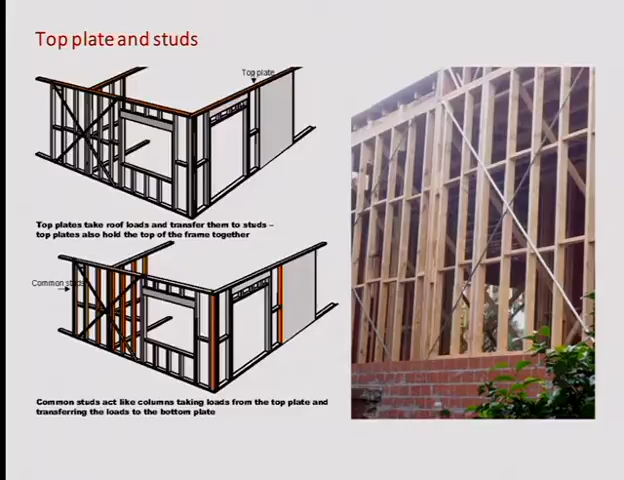 Top plate and studs
Top plate
Top plates take roof loads and transfer them to studs –
top plates also hold the top of the frame together
Common studs
Common studs act like columns taking loads from the top plate and
transferring the loads to the bottom plate